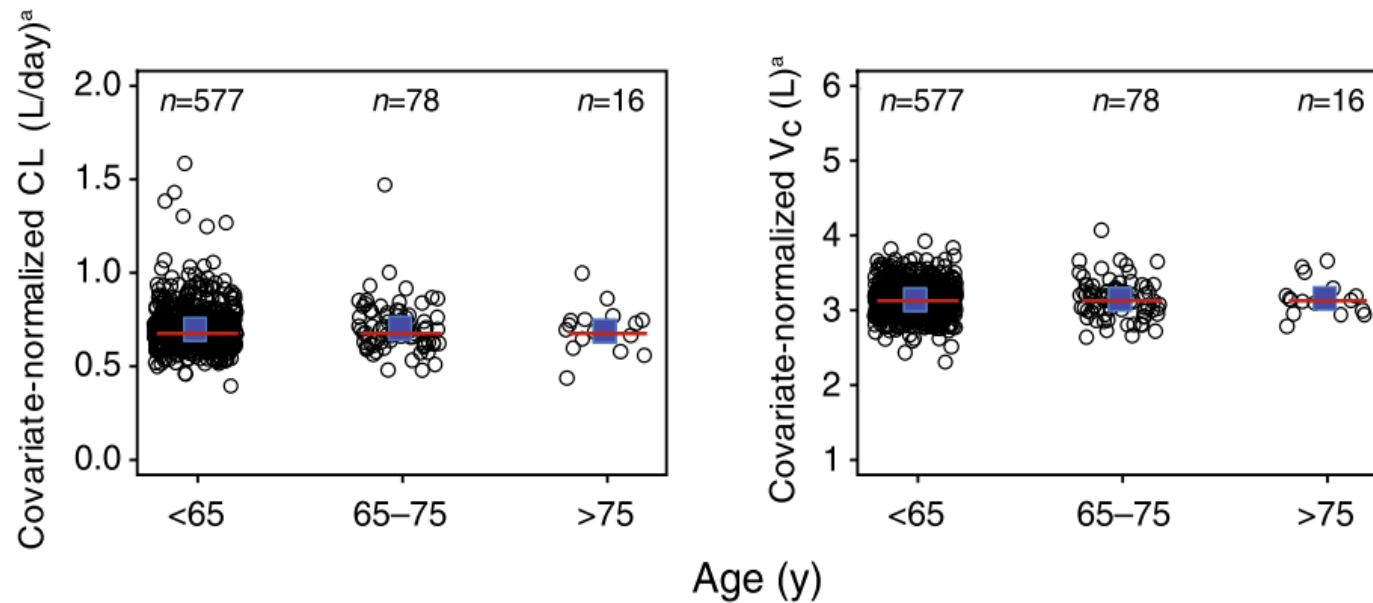 Covariate-normalized CL (L/day)ᵃ
2.0
1.5
1.0
0.5
0.0
n=577
n=78
n=16
<65
65–75
>75
Covariate-normalized VC (L)ᵃ
6
5
4
3
2
1
n=577
n=78
n=16
<65
65–75
>75
Age (y)